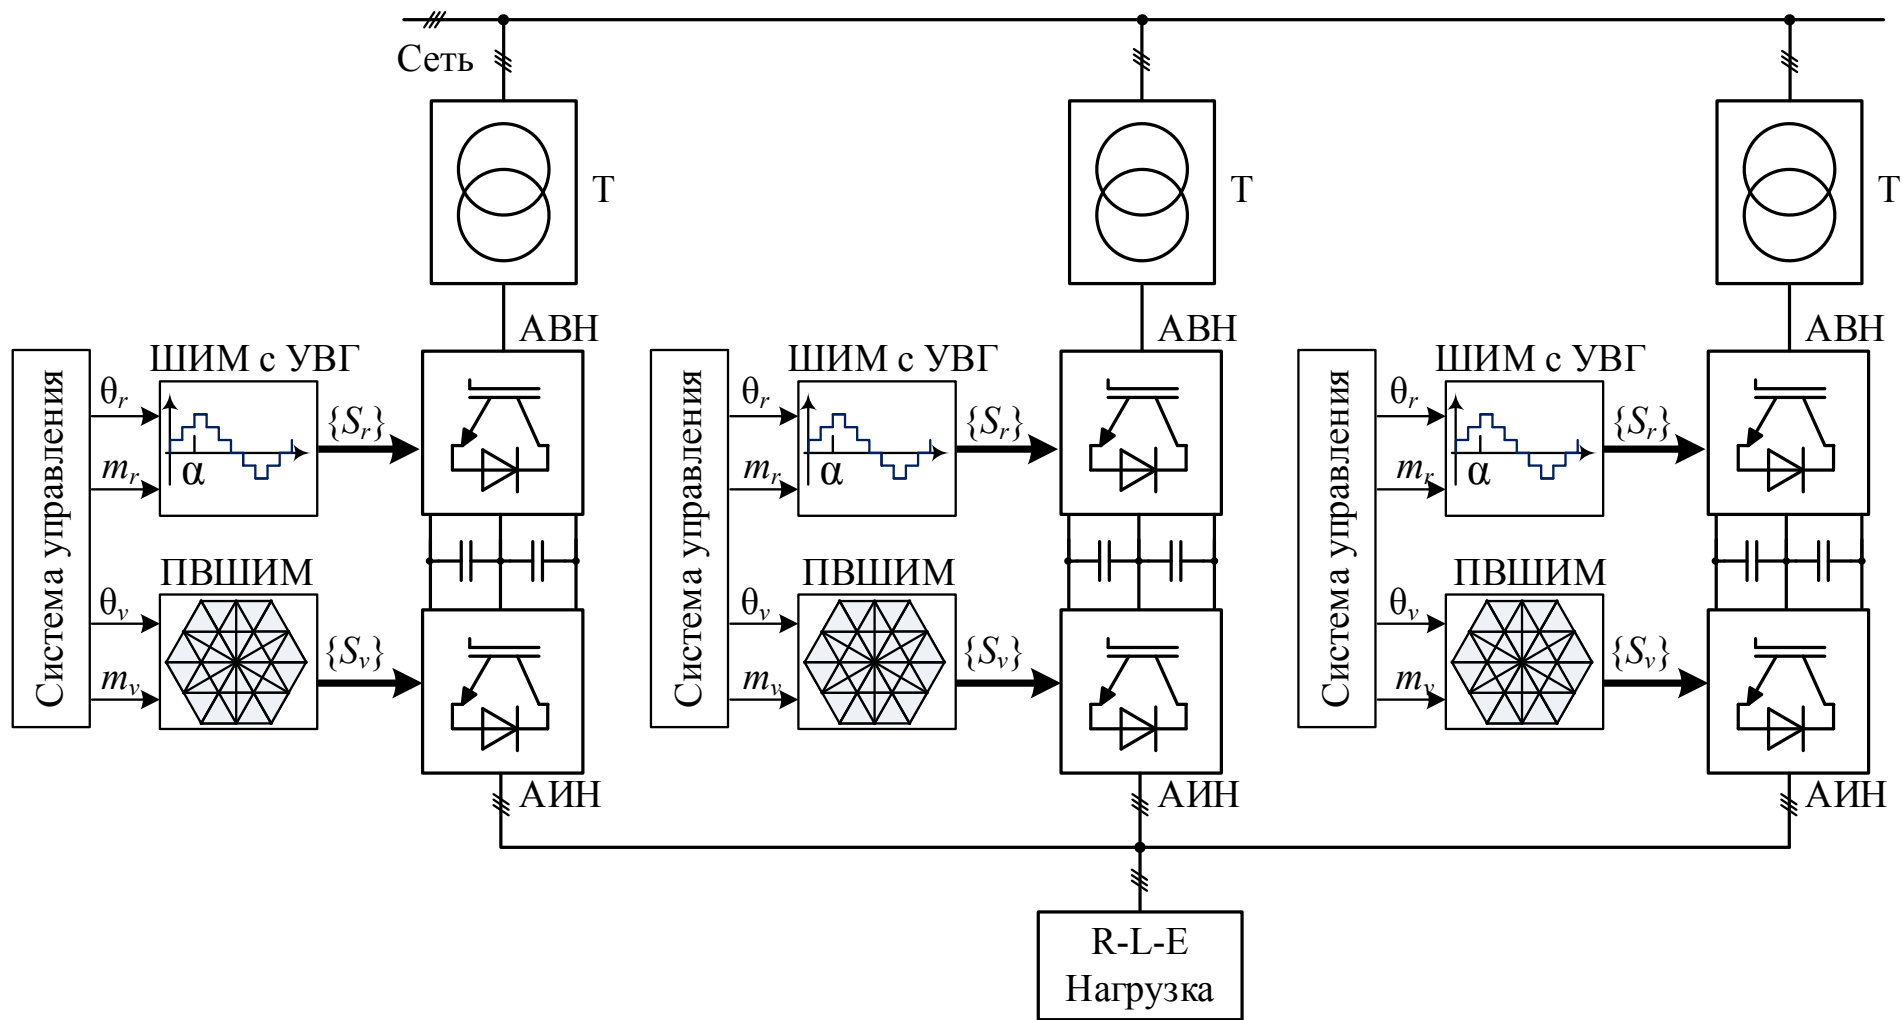 Сеть
Т
Т
Т
АВН
АВН
АВН
ШИМ с УВГ
ШИМ с УВГ
ШИМ с УВГ
Система управления
θr
mr
α
{Sr}
ПВШИМ
θv
mv
{Sv}
АИН
Система управления
θr
mr
α
{Sr}
ПВШИМ
θv
mv
{Sv}
АИН
Система управления
θr
mr
α
{Sr}
ПВШИМ
θv
mv
{Sv}
АИН
R-L-E
Нагрузка